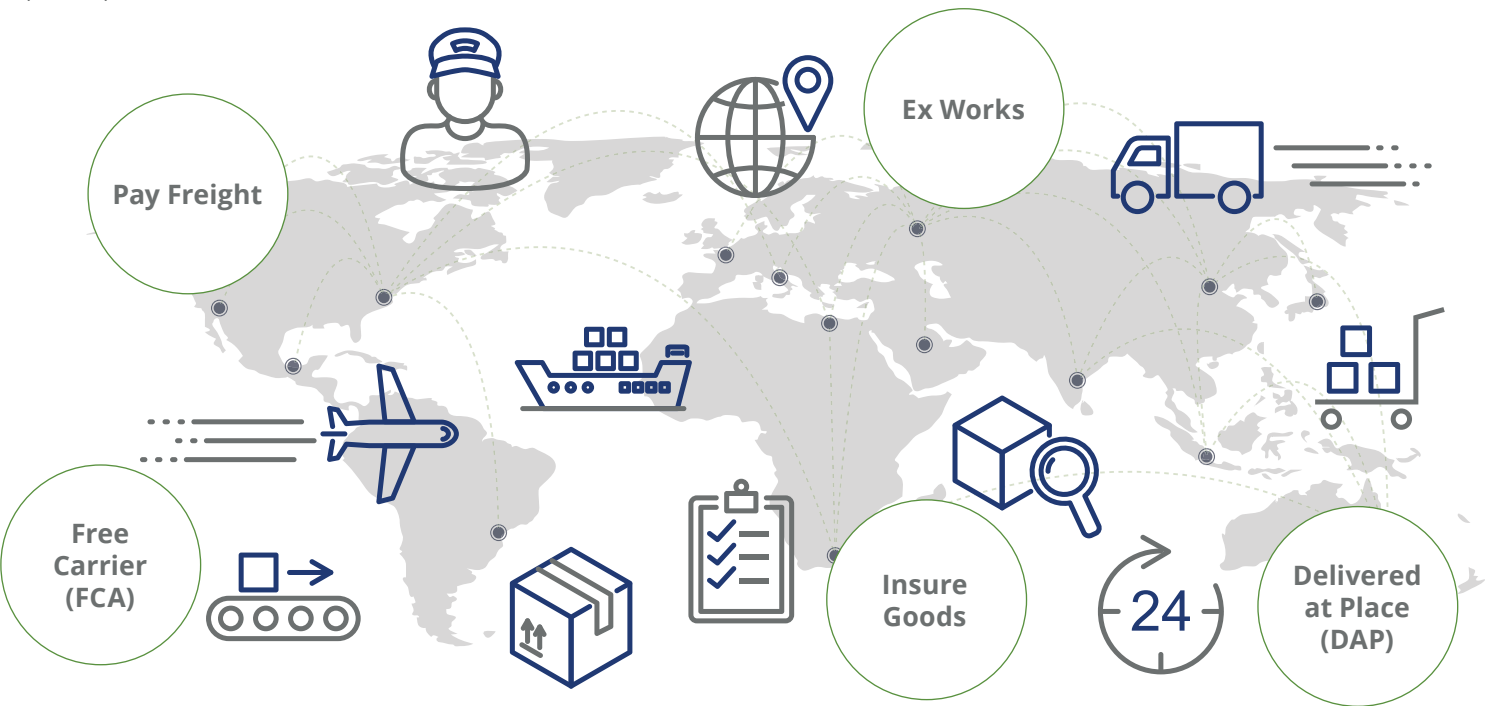 Ex Works
Pay Freight
Free
Carrier
(FCA)
Insure
Goods
24
Delivered
at Place
(DAP)